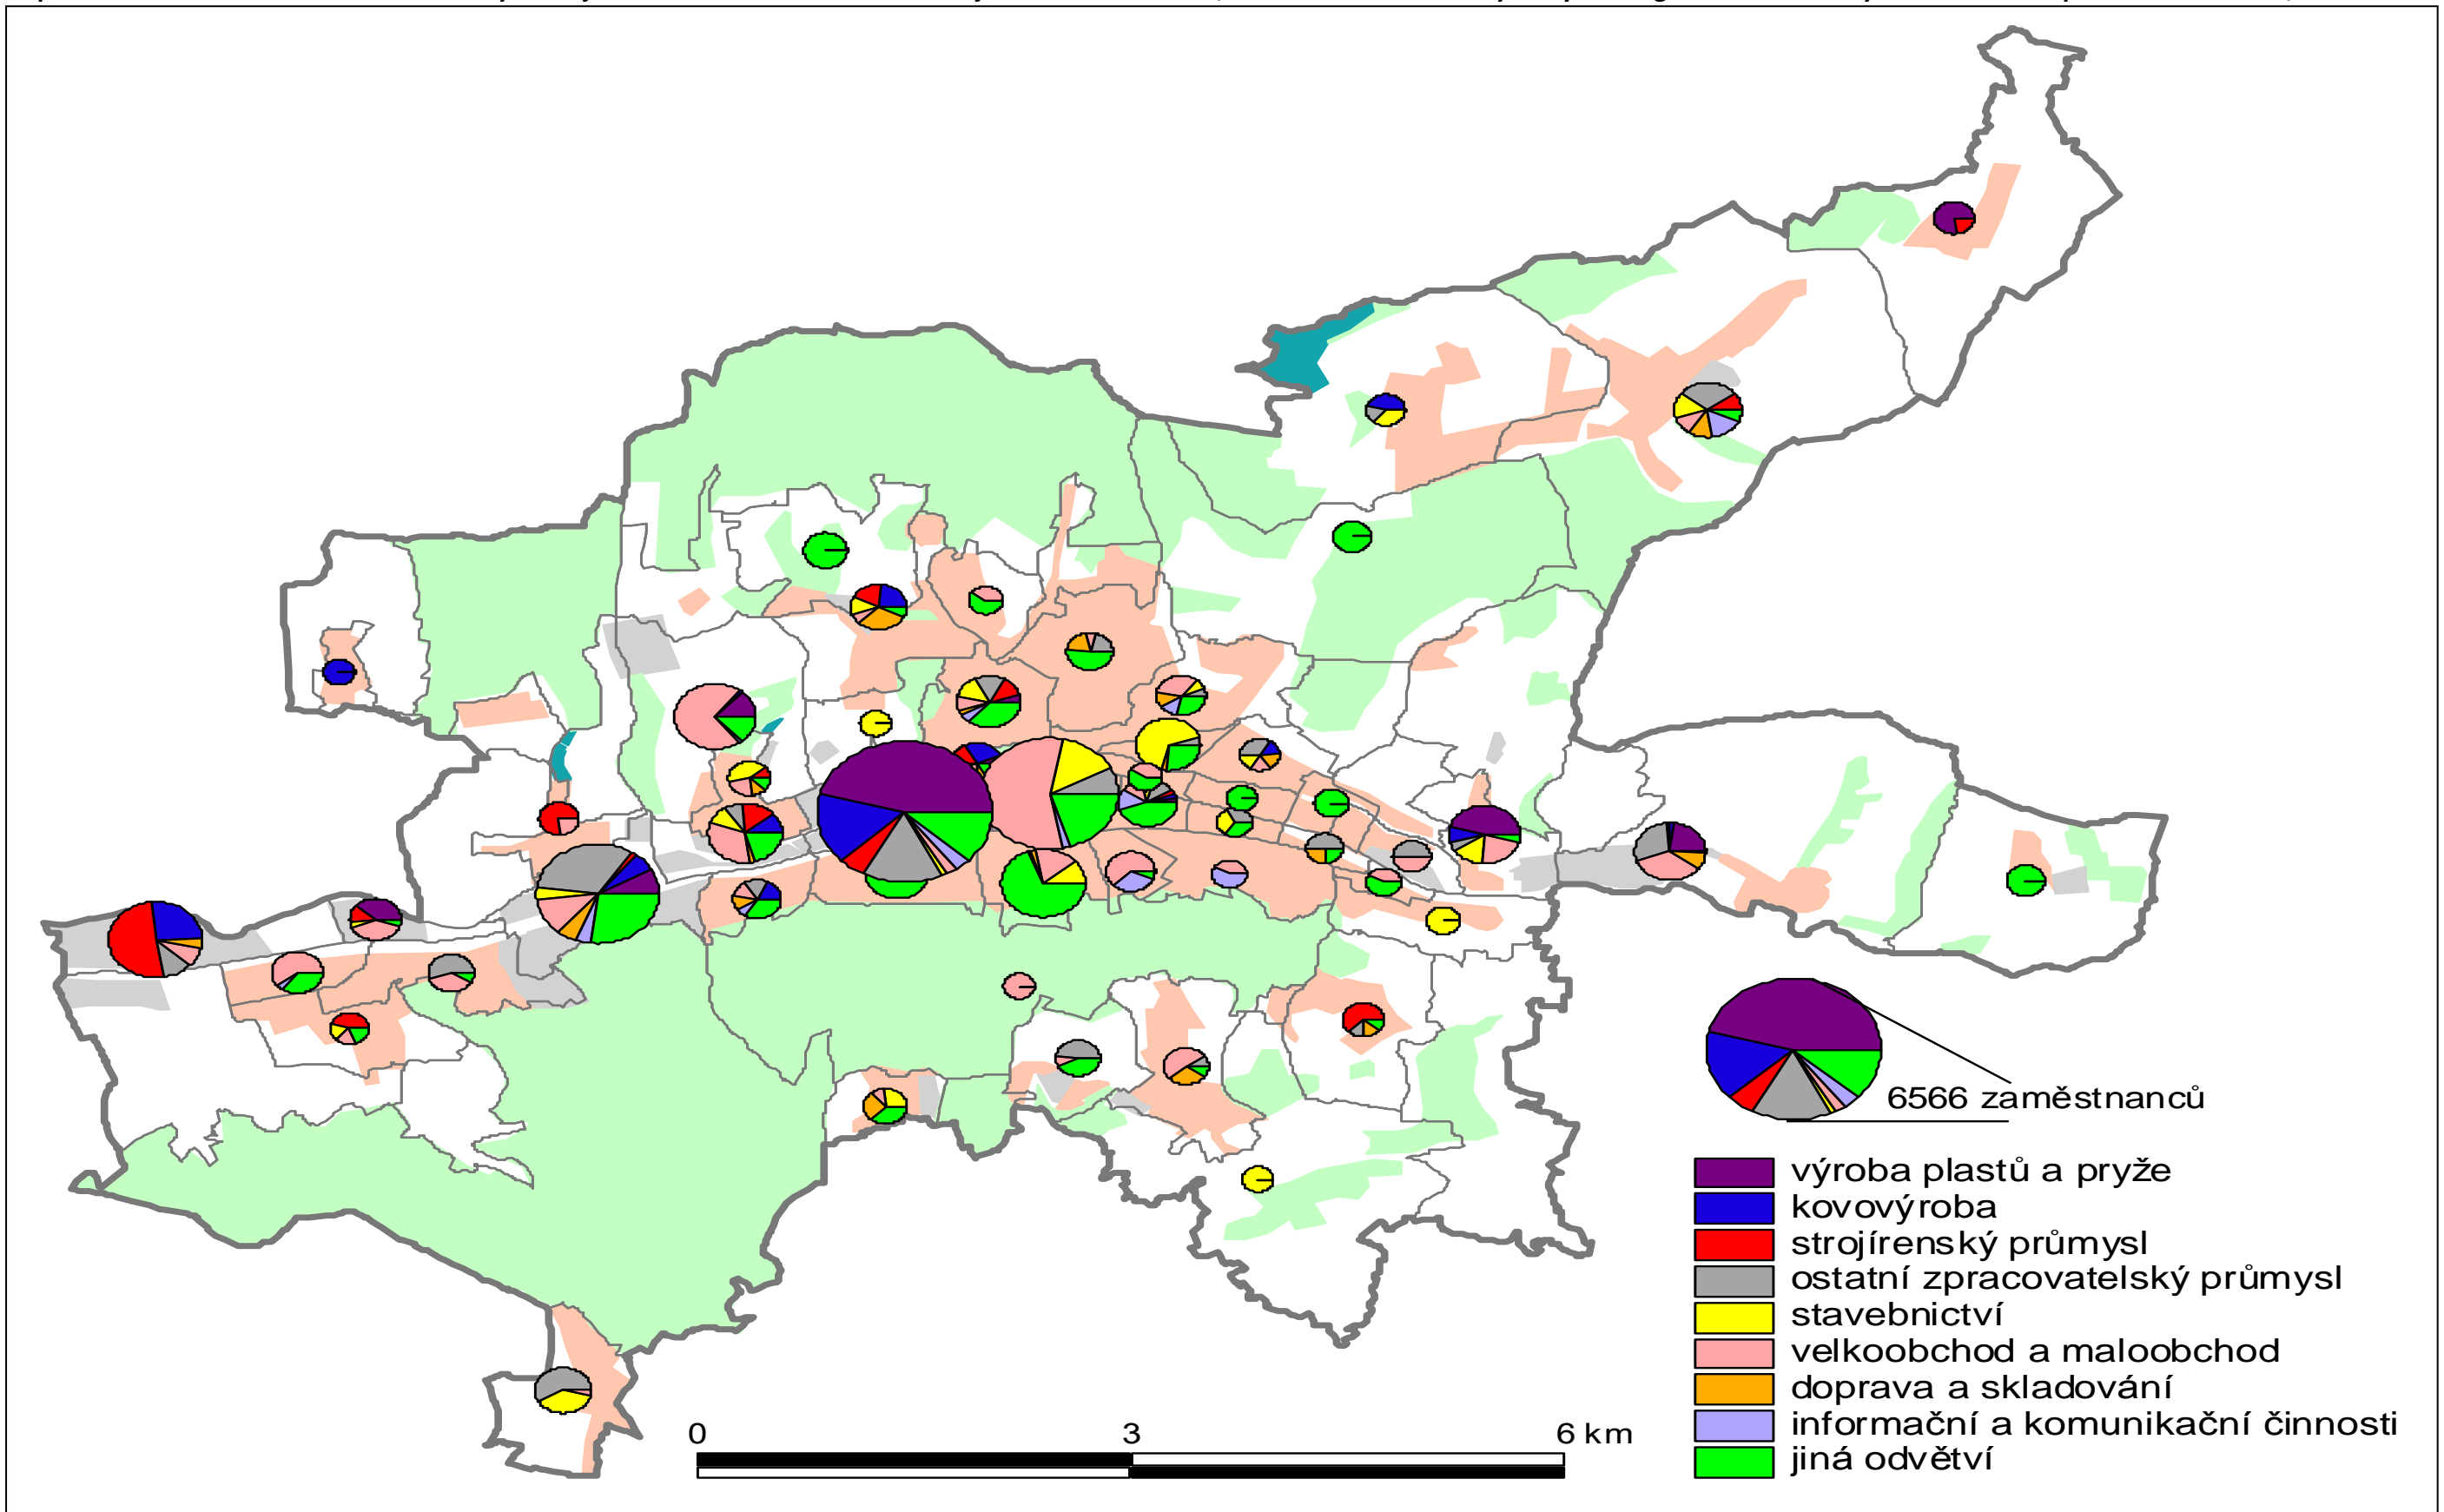 6566 zaměstnanců
výroba plastů a pryže
kovovýroba
strojírenský průmysl
ostatní zpracovatelský průmysl
stavebnictví
velkoobchod a maloobchod
doprava a skladování
informační a komunikační činnosti
jiná odvětví
0 3 6 km